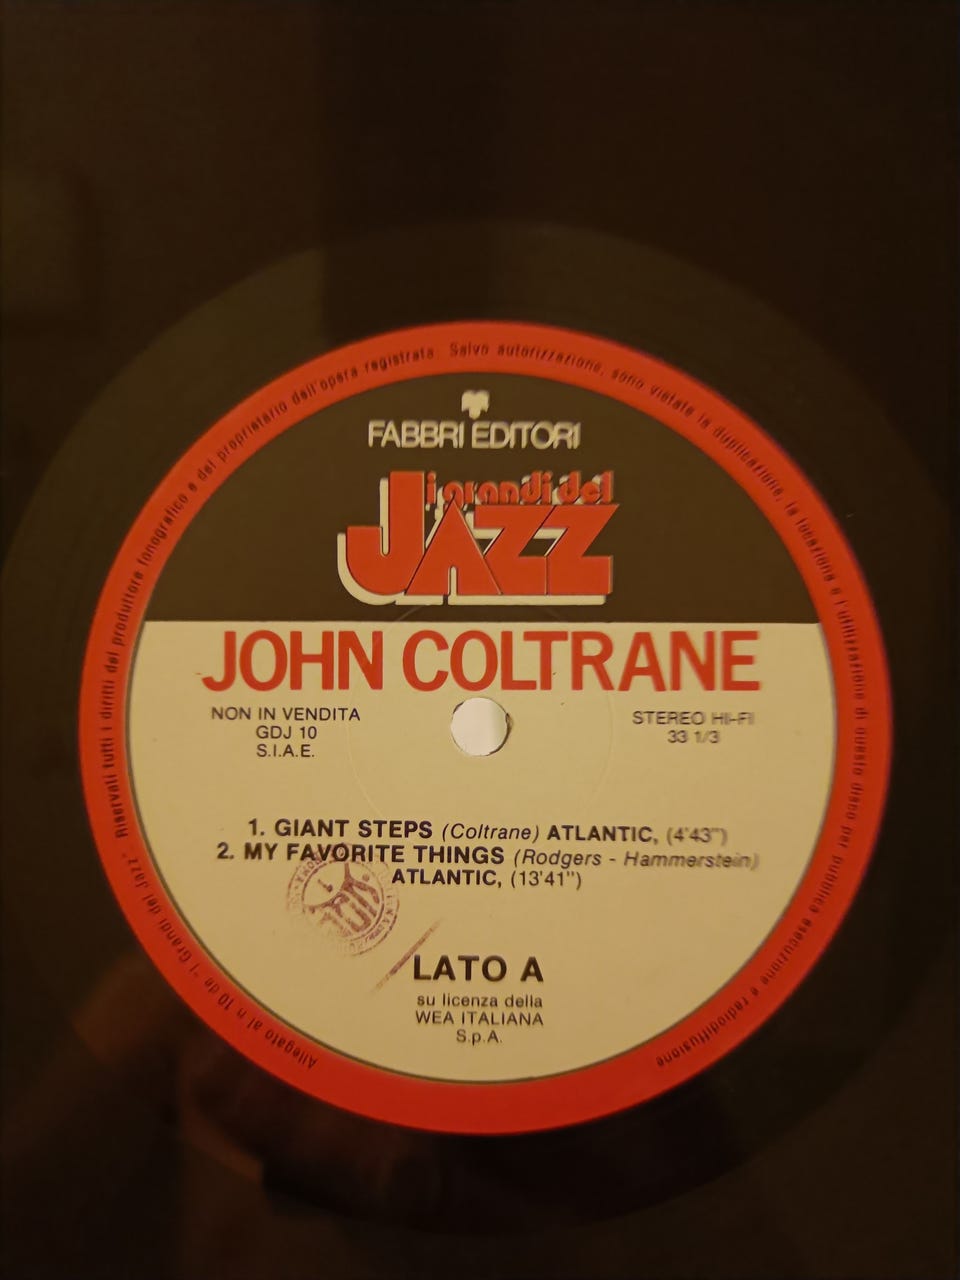 FABBRI EDITORI
i grandi del
JAZZ
JOHN COLTRANE
NON IN VENDITA
GDJ 10
S.I.A.E.
STEREO HI-FI
33 1/3
1. GIANT STEPS (Coltrane) ATLANTIC, (4'43")
2. MY FAVORITE THINGS (Rodgers - Hammerstein)
ATLANTIC, (13'41")
LATO A
su licenza della
WEA ITALIANA
S.p.A.
Allegato al n. 10 de "I Grandi del Jazz" Riservati tutti i diritti del produttore fonografico e del proprietario dell'opera registrata. Salvo autorizzazione, sono vietate la duplicazione, la locazione e l'utilizzazione di questo disco per pubblica esecuzione e radiodiffusione